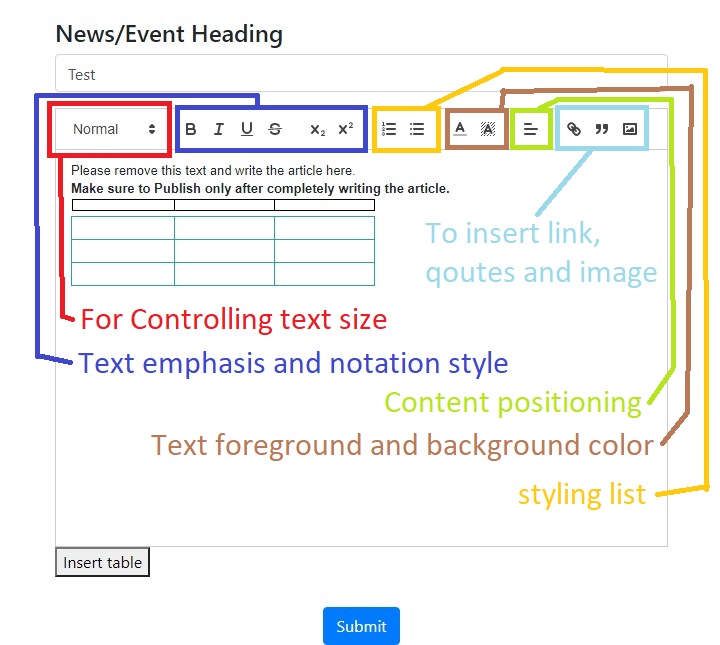 News/Event Heading
Test
Normal B I U S X₂ X²
Please remove this text and write the article here.
Make sure to Publish only after completely writing the article.
To insert link,
qoutes and image
For Controlling text size
Text emphasis and notation style
Content positioning
Text foreground and background color
styling list
Insert table
Submit